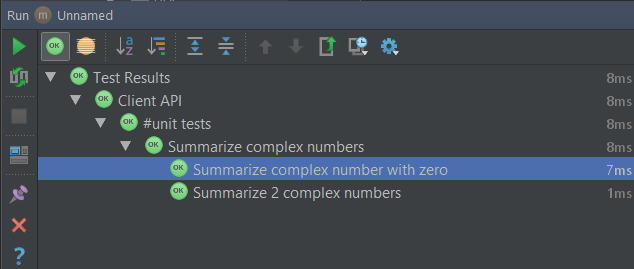 Run m Unnamed
OK a z
OK Test Results 8ms
OK Client API 8ms
OK #unit tests 8ms
OK Summarize complex numbers 8ms
OK Summarize complex number with zero 7ms
OK Summarize 2 complex numbers 1ms
?